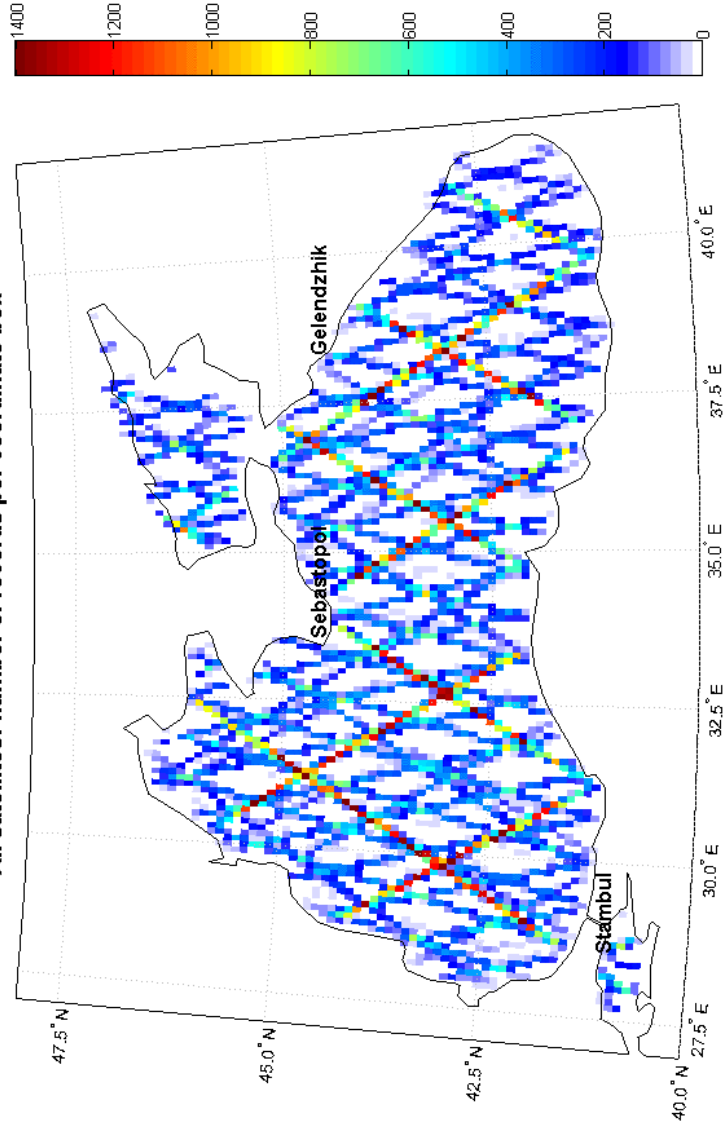 1400
1200
1000
800
600
400
200
0
Gelendzhik
Sebastopol
Stambul
47.5° N
45.0° N
42.5° N
40.0° N
27.5° E
30.0° E
32.5° E
35.0° E
37.5° E
40.0° E